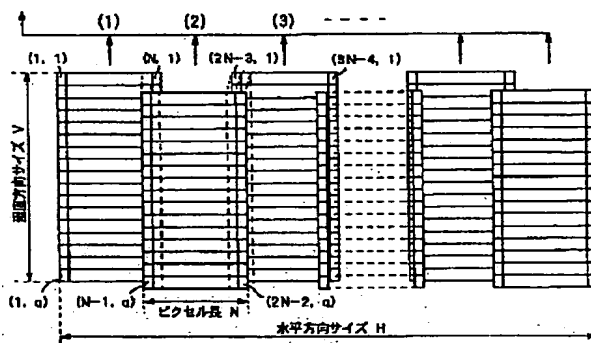 (1) (2) (3)
(1, 1) (N, 1) (2N-3, 1) (3N-4, 1)
垂直方向サイズ V
(1, a) (N-1, a) (2N-2, a)
ピクセル長 N
水平方向サイズ H